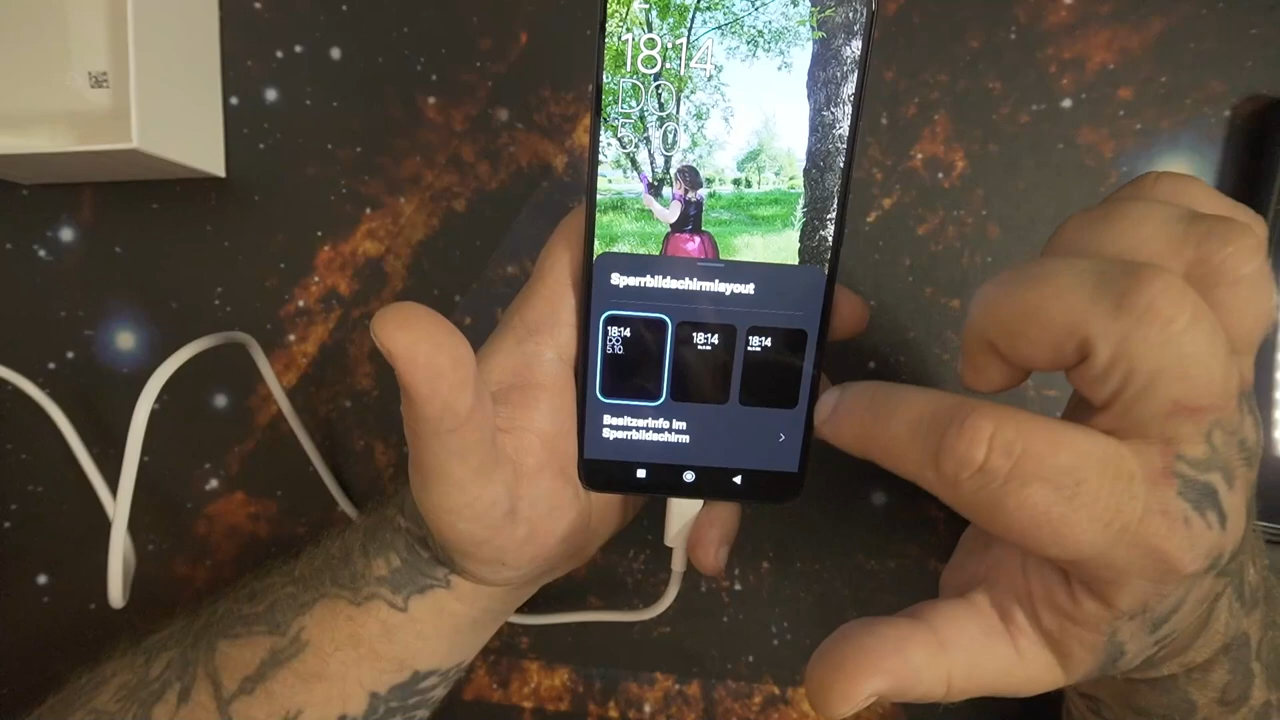 18:14
DO
5.10.
Sperrbildschirmlayout
18:14
DO
5.10.
18:14
18:14
Besitzerinfo im
Sperrbildschirm